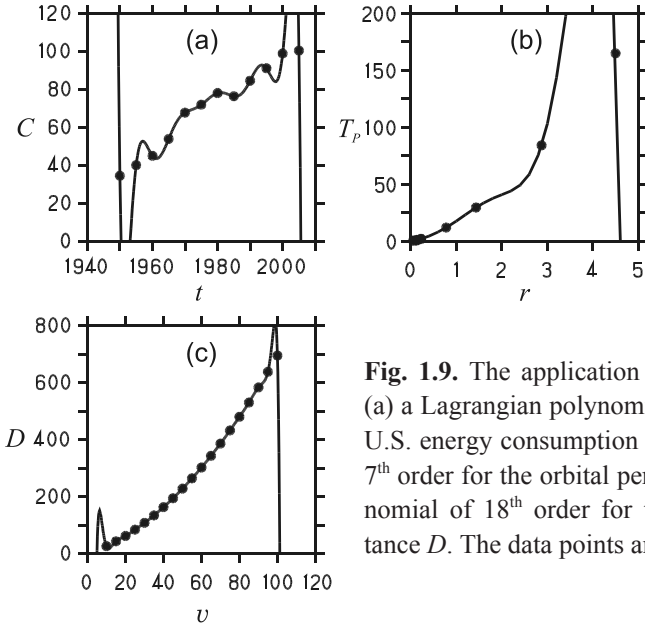 120
100
80
60
40
20
0
C
(a)
1940 1960 1980 2000
t
200
150
100
50
0
T_P
(b)
0 1 2 3 4 5
r
800
600
400
200
0
D
(c)
0 20 40 60 80 100 120
v
Fig. 1.9. The application
(a) a Lagrangian polynom
U.S. energy consumption
7th order for the orbital per
nomial of 18th order for
tance D. The data points ar